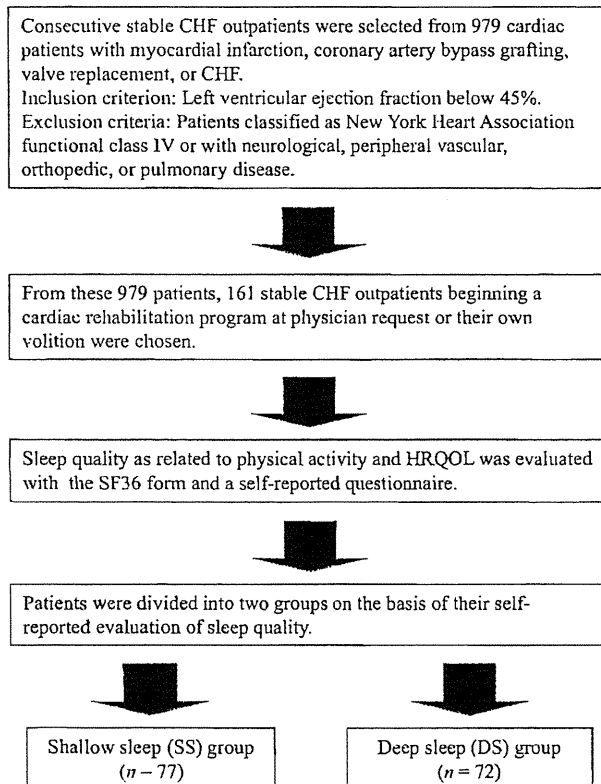 Consecutive stable CHF outpatients were selected from 979 cardiac
patients with myocardial infarction, coronary artery bypass grafting,
valve replacement, or CHF.
Inclusion criterion: Left ventricular ejection fraction below 45%.
Exclusion criteria: Patients classified as New York Heart Association
functional class IV or with neurological, peripheral vascular,
orthopedic, or pulmonary disease.
From these 979 patients, 161 stable CHF outpatients beginning a
cardiac rehabilitation program at physician request or their own
volition were chosen.
Sleep quality as related to physical activity and HRQOL was evaluated
with the SF36 form and a self-reported questionnaire.
Patients were divided into two groups on the basis of their self-
reported evaluation of sleep quality.
Shallow sleep (SS) group
(n – 77)
Deep sleep (DS) group
(n = 72)